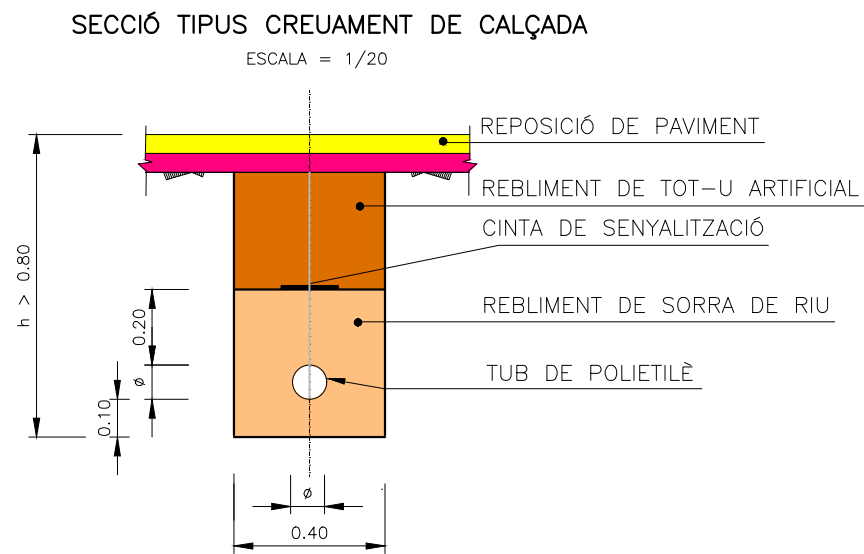 SECCIÓ TIPUS CREUAMENT DE CALÇADA
ESCALA = 1/20
REPOSICIÓ DE PAVIMENT
REBLIMENT DE TOT-U ARTIFICIAL
CINTA DE SENYALITZACIÓ
REBLIMENT DE SORRA DE RIU
TUB DE POLIETILÈ
h > 0.80
0.20
ø
0.10
ø
0.40